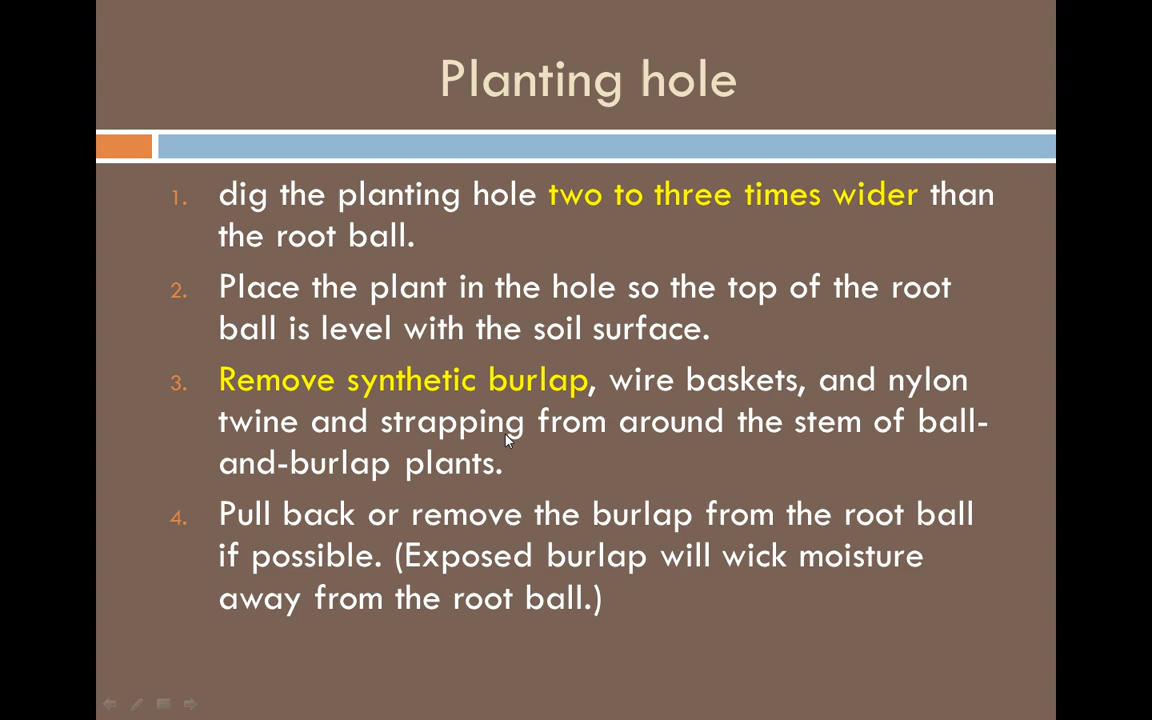 Planting hole
1. dig the planting hole two to three times wider than
the root ball.
2. Place the plant in the hole so the top of the root
ball is level with the soil surface.
3. Remove synthetic burlap, wire baskets, and nylon
twine and strapping from around the stem of ball-
and-burlap plants.
4. Pull back or remove the burlap from the root ball
if possible. (Exposed burlap will wick moisture
away from the root ball.)